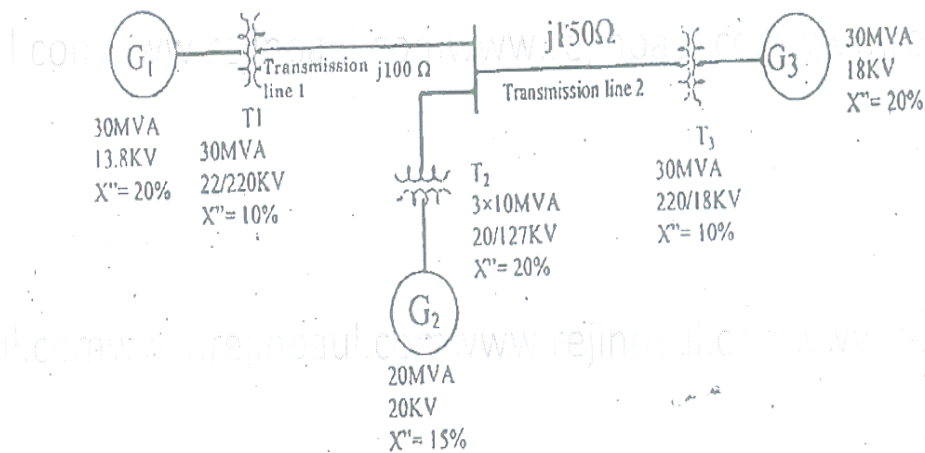 G1
30MVA
13.8KV
X"= 20%
T1
30MVA
22/220KV
X"= 10%
Transmission j100 Ω
line 1
j150Ω
Transmission line 2
T2
3×10MVA
20/127KV
X"= 20%
G2
20MVA
20KV
X"= 15%
T3
30MVA
220/18KV
X"= 10%
G3
30MVA
18KV
X"= 20%